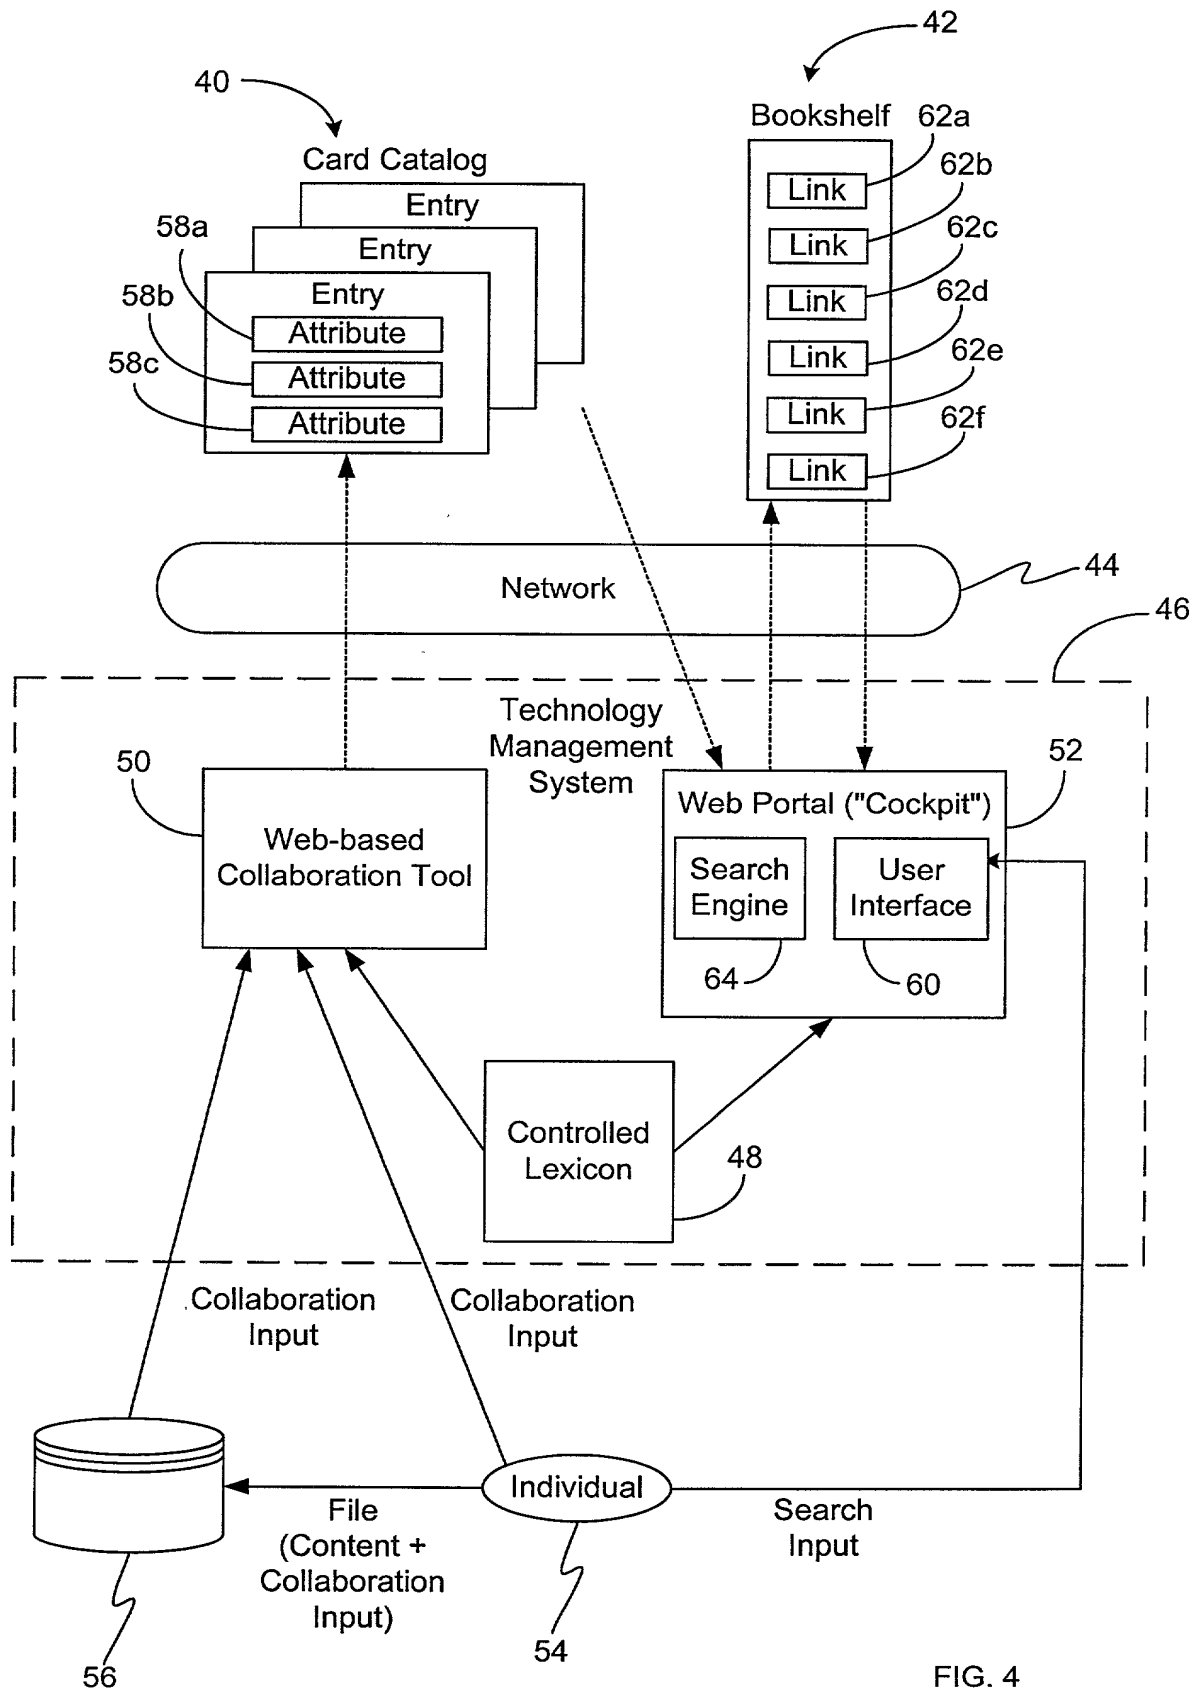 42
40
Bookshelf
62a
Card Catalog
Link
62b
Entry
58a
Link
62c
Entry
58b
Entry
Link
62d
Attribute
58c
Link
62e
Attribute
Link
62f
Attribute
Link
Network
44
46
Technology
Management
System
50
52
Web Portal ("Cockpit")
Web-based
Collaboration Tool
Search
Engine
User
Interface
64
60
Controlled
Lexicon
48
Collaboration
Input
Collaboration
Input
Individual
File
(Content +
Collaboration
Input)
Search
Input
54
56
FIG. 4